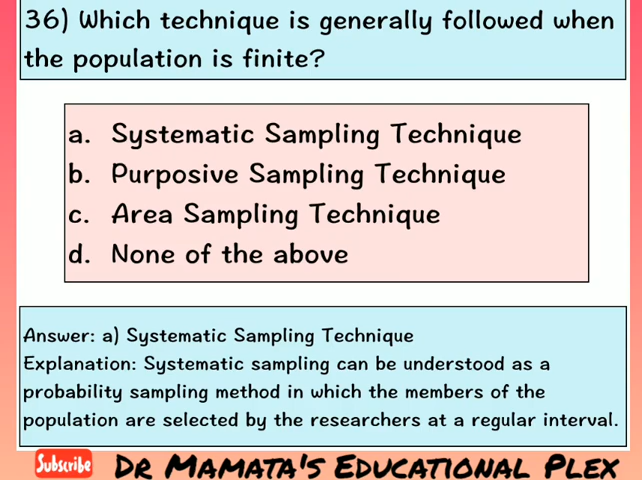 36) Which technique is generally followed when
the population is finite?
a. Systematic Sampling Technique
b. Purposive Sampling Technique
c. Area Sampling Technique
d. None of the above
Answer: a) Systematic Sampling Technique
Explanation: Systematic sampling can be understood as a
probability sampling method in which the members of the
population are selected by the researchers at a regular interval.
Subscribe DR MAMATA'S EDUCATIONAL PLEX